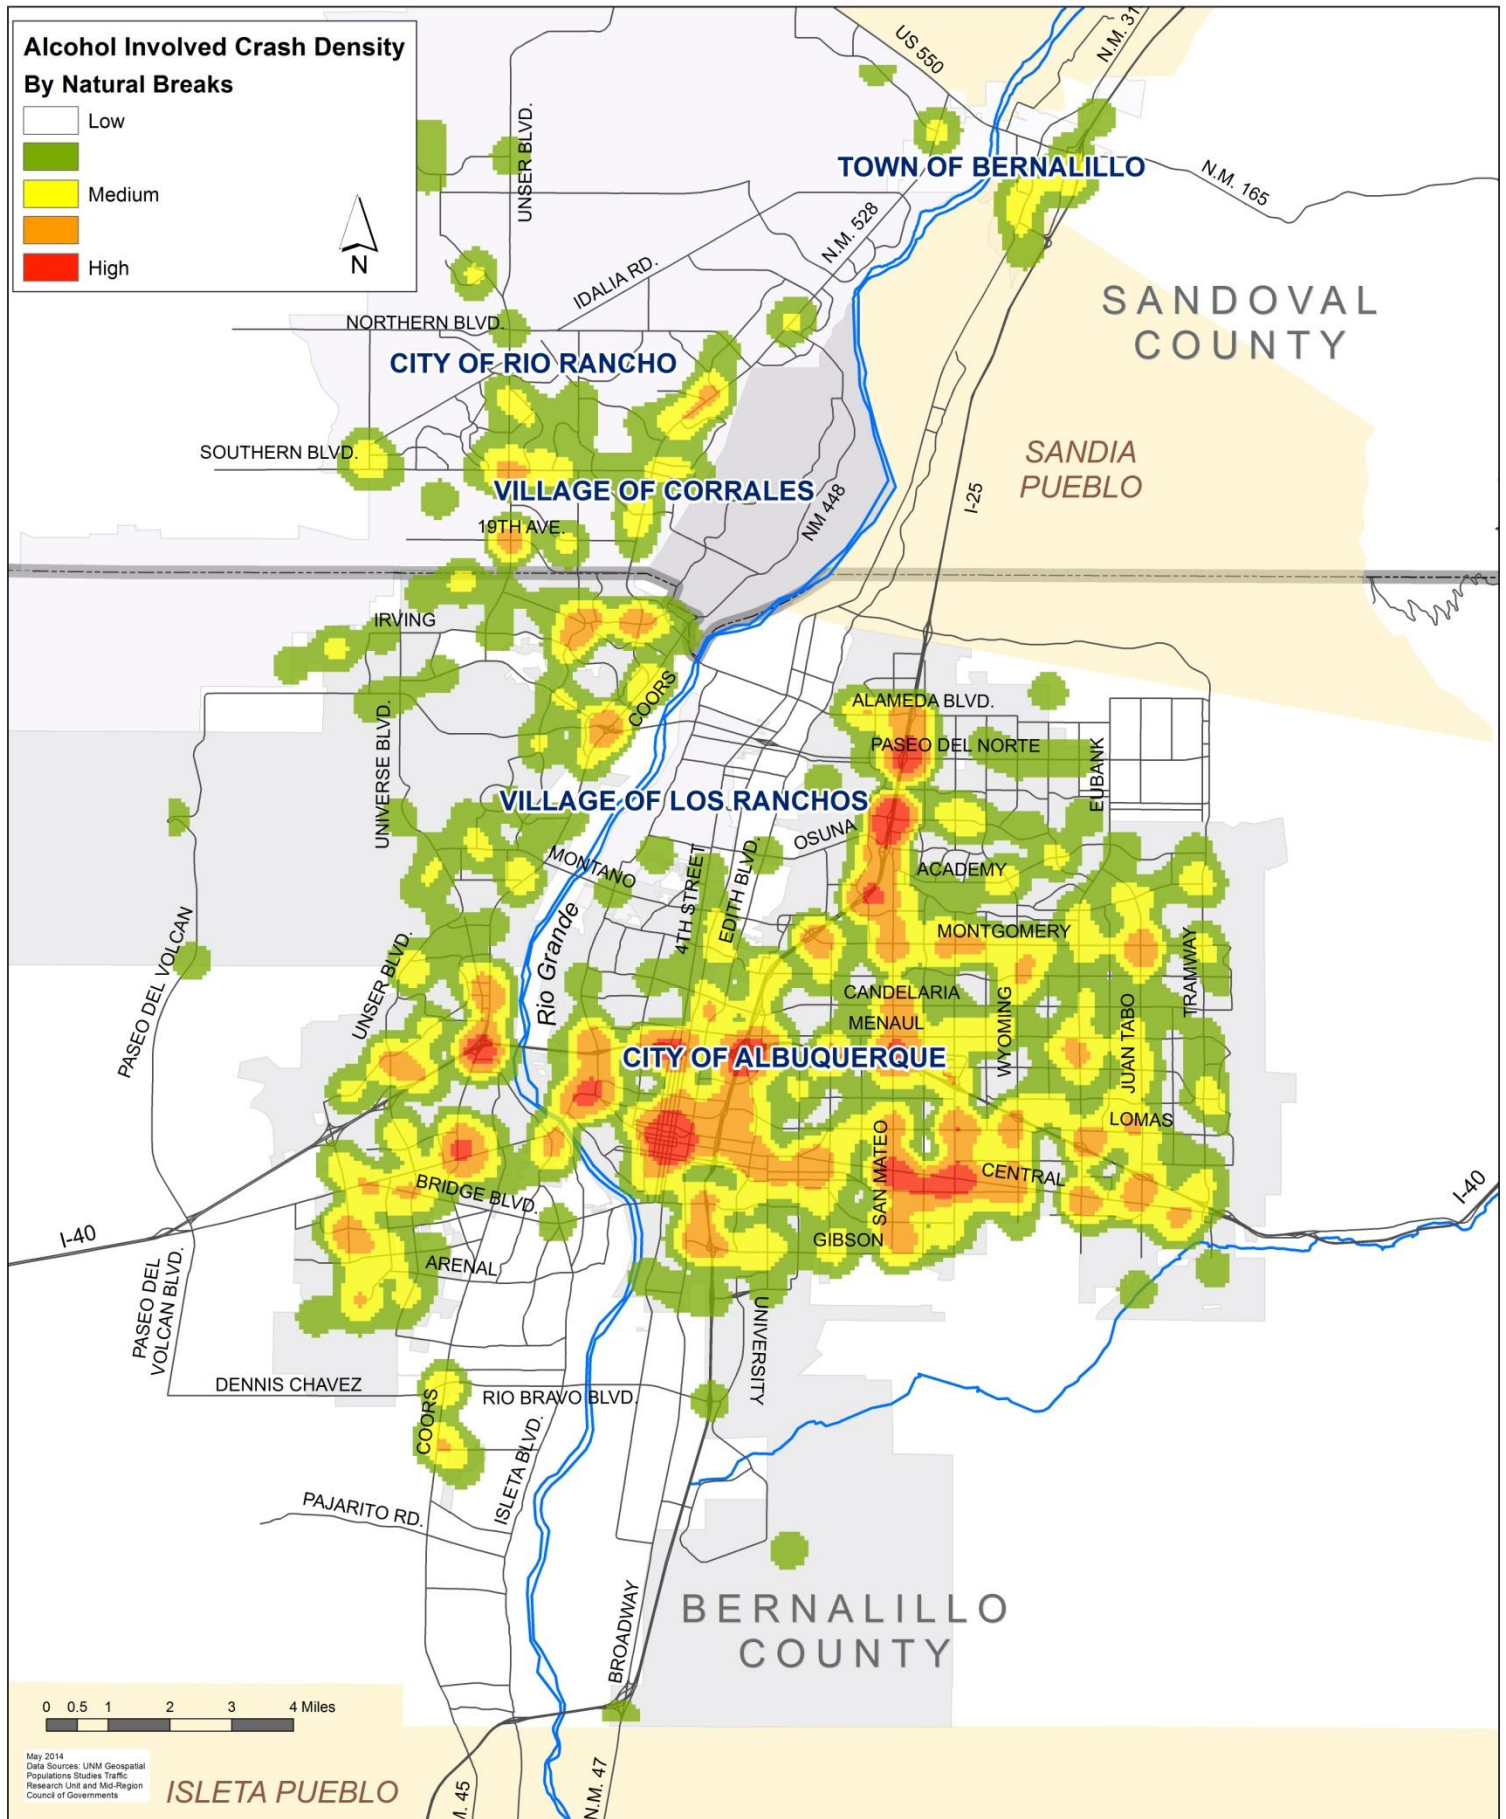 Alcohol Involved Crash Density
By Natural Breaks
Low
Medium
High
N
US 550
N.M. 31
UNSER BLVD.
TOWN OF BERNALILLO
N.M. 165
N.M. 528
IDALIA RD.
SANDOVAL
COUNTY
NORTHERN BLVD.
CITY OF RIO RANCHO
SOUTHERN BLVD.
SANDIA
PUEBLO
VILLAGE OF CORRALES
I-25
NM 448
19TH AVE.
IRVING
COORS
ALAMEDA BLVD.
UNIVERSE BLVD.
PASEO DEL NORTE
EUBANK
VILLAGE OF LOS RANCHOS
OSUNA
MONTANO
4TH STREET
EDITH BLVD.
ACADEMY
PASEO DEL VOLCAN
Rio Grande
UNSER BLVD.
MONTGOMERY
TRAMWAY
CANDELARIA
MENAUL
WYOMING
JUAN TABO
CITY OF ALBUQUERQUE
LOMAS
SAN MATEO
CENTRAL
BRIDGE BLVD.
I-40
I-40
GIBSON
ARENAL
PASEO DEL
VOLCAN BLVD.
UNIVERSITY
DENNIS CHAVEZ
COORS
RIO BRAVO BLVD.
ISLETA BLVD.
PAJARITO RD.
BROADWAY
BERNALILLO
COUNTY
0 0.5 1 2 3 4 Miles
May 2014
Data Sources: UNM Geospatial
Populations Studies Traffic
Research Unit and Mid-Region
Council of Governments
ISLETA PUEBLO
M. 45
N.M. 47